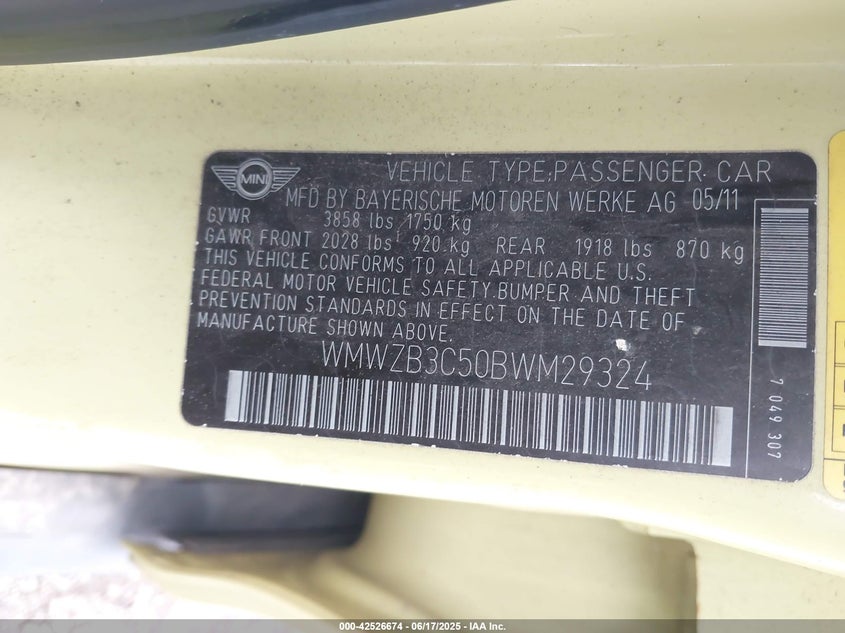 MINI
VEHICLE TYPE:PASSENGER CAR
MFD BY BAYERISCHE MOTOREN WERKE AG 05/11
GVWR 3858 lbs 1750 kg
GAWR FRONT 2028 lbs 920 kg REAR 1918 lbs 870 kg
THIS VEHICLE CONFORMS TO ALL APPLICABLE U.S.
FEDERAL MOTOR VEHICLE SAFETY,BUMPER AND THEFT
PREVENTION STANDARDS IN EFFECT ON THE DATE OF
MANUFACTURE SHOWN ABOVE.
WMWZB3C50BWM29324
7 049 307
000-42526674 / 06/17/2025 - IAA Inc.